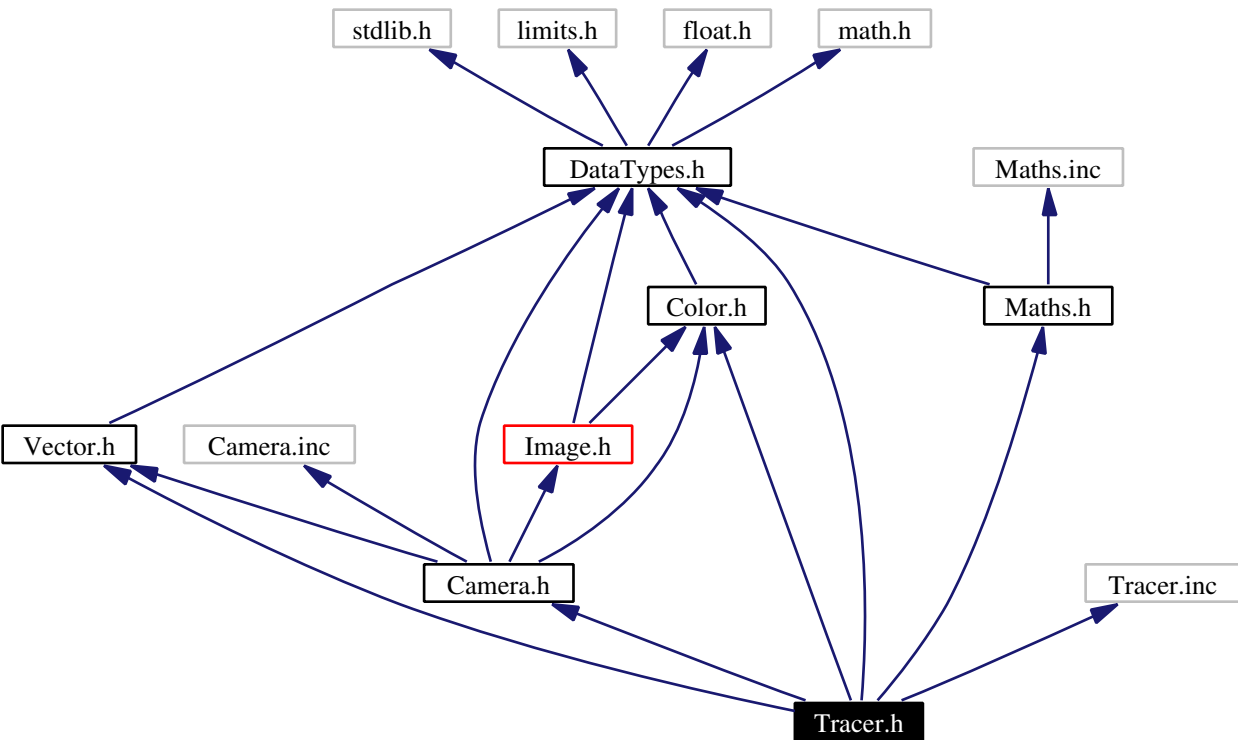 stdlib.h
limits.h
float.h
math.h
DataTypes.h
Maths.inc
Color.h
Maths.h
Vector.h
Camera.inc
Image.h
Camera.h
Tracer.inc
Tracer.h